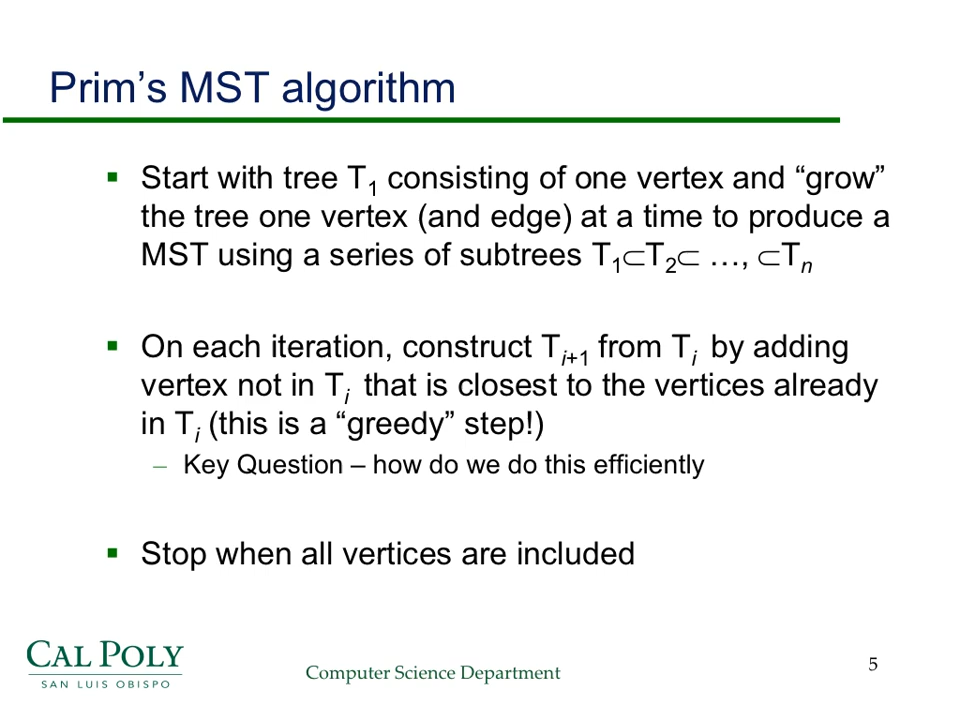 Prim’s MST algorithm
▪ Start with tree T1 consisting of one vertex and “grow”
the tree one vertex (and edge) at a time to produce a
MST using a series of subtrees T1⊂T2⊂ …, ⊂Tn
▪ On each iteration, construct Ti+1 from Ti by adding
vertex not in Ti that is closest to the vertices already
in Ti (this is a “greedy” step!)
– Key Question – how do we do this efficiently
▪ Stop when all vertices are included
CAL POLY
SAN LUIS OBISPO
Computer Science Department
5